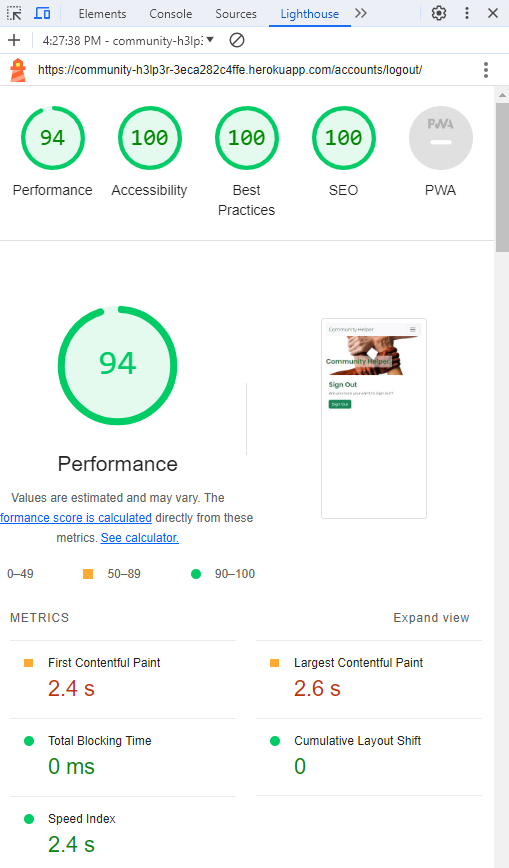 Elements Console Sources Lighthouse
4:27:38 PM - community-h3lp3
https://community-h3lp3r-3eca282c4ffe.herokuapp.com/accounts/logout/
94 100 100 100 PWA
Performance Accessibility Best Practices SEO PWA
94
Community Helper
Community Helper
Sign Out
Are you sure you want to sign out?
Sign Out
Performance
Values are estimated and may vary. The
formance score is calculated directly from these
metrics. See calculator.
0–49 50–89 90–100
METRICS Expand view
First Contentful Paint
2.4 s
Largest Contentful Paint
2.6 s
Total Blocking Time
0 ms
Cumulative Layout Shift
0
Speed Index
2.4 s